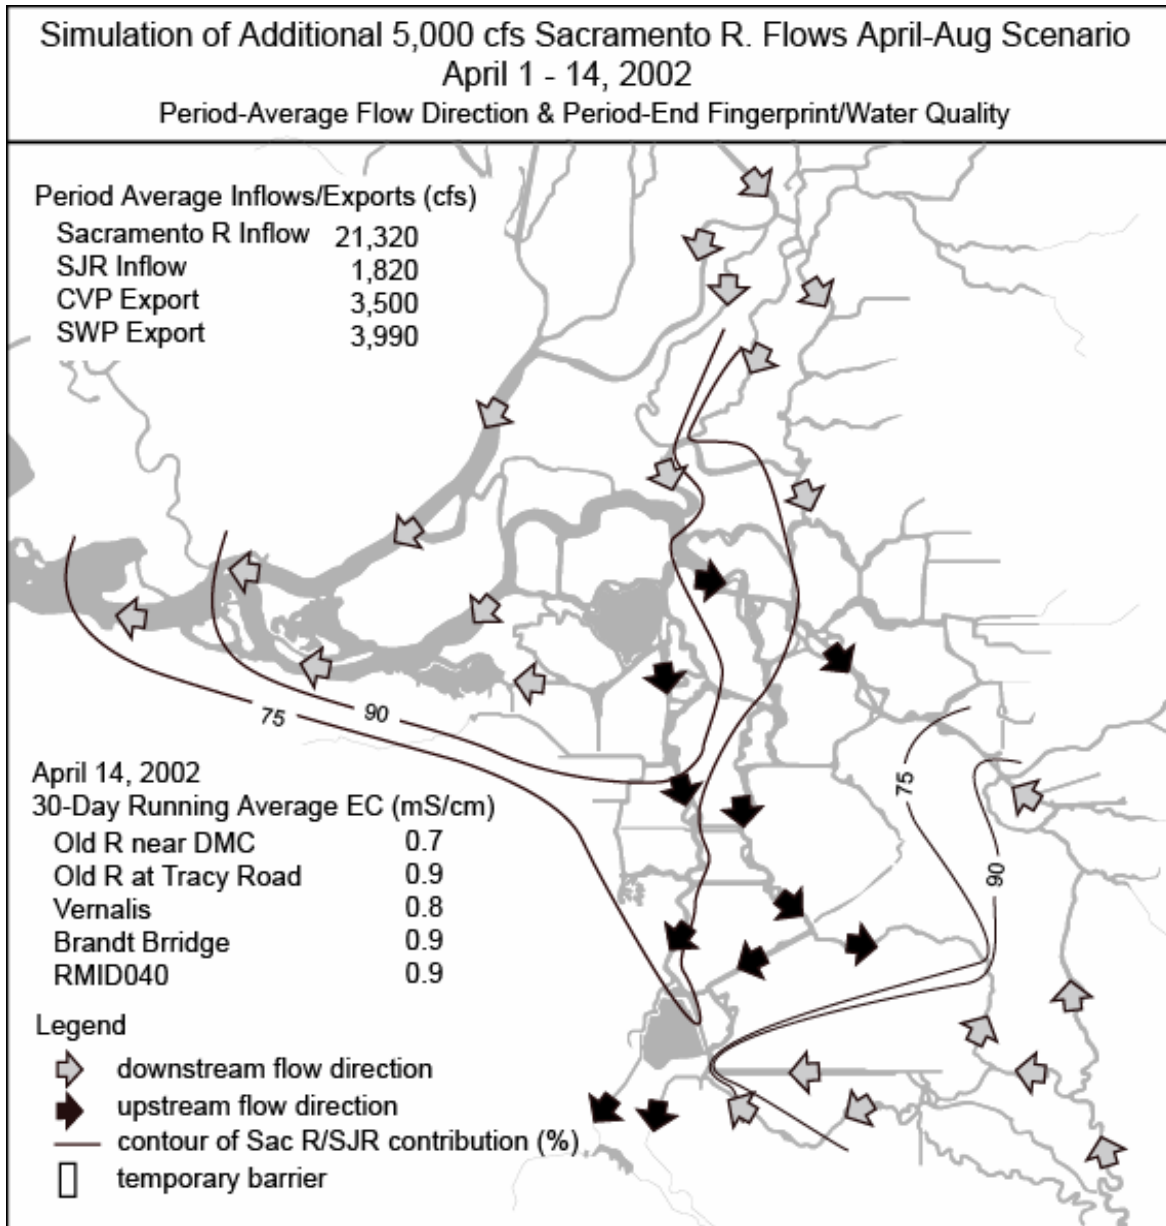 Simulation of Additional 5,000 cfs Sacramento R. Flows April-Aug Scenario
April 1 - 14, 2002
Period-Average Flow Direction & Period-End Fingerprint/Water Quality
Period Average Inflows/Exports (cfs)
Sacramento R Inflow 21,320
SJR Inflow 1,820
CVP Export 3,500
SWP Export 3,990
75
90
75
90
April 14, 2002
30-Day Running Average EC (mS/cm)
Old R near DMC 0.7
Old R at Tracy Road 0.9
Vernalis 0.8
Brandt Brridge 0.9
RMID040 0.9
Legend
downstream flow direction
upstream flow direction
contour of Sac R/SJR contribution (%)
temporary barrier